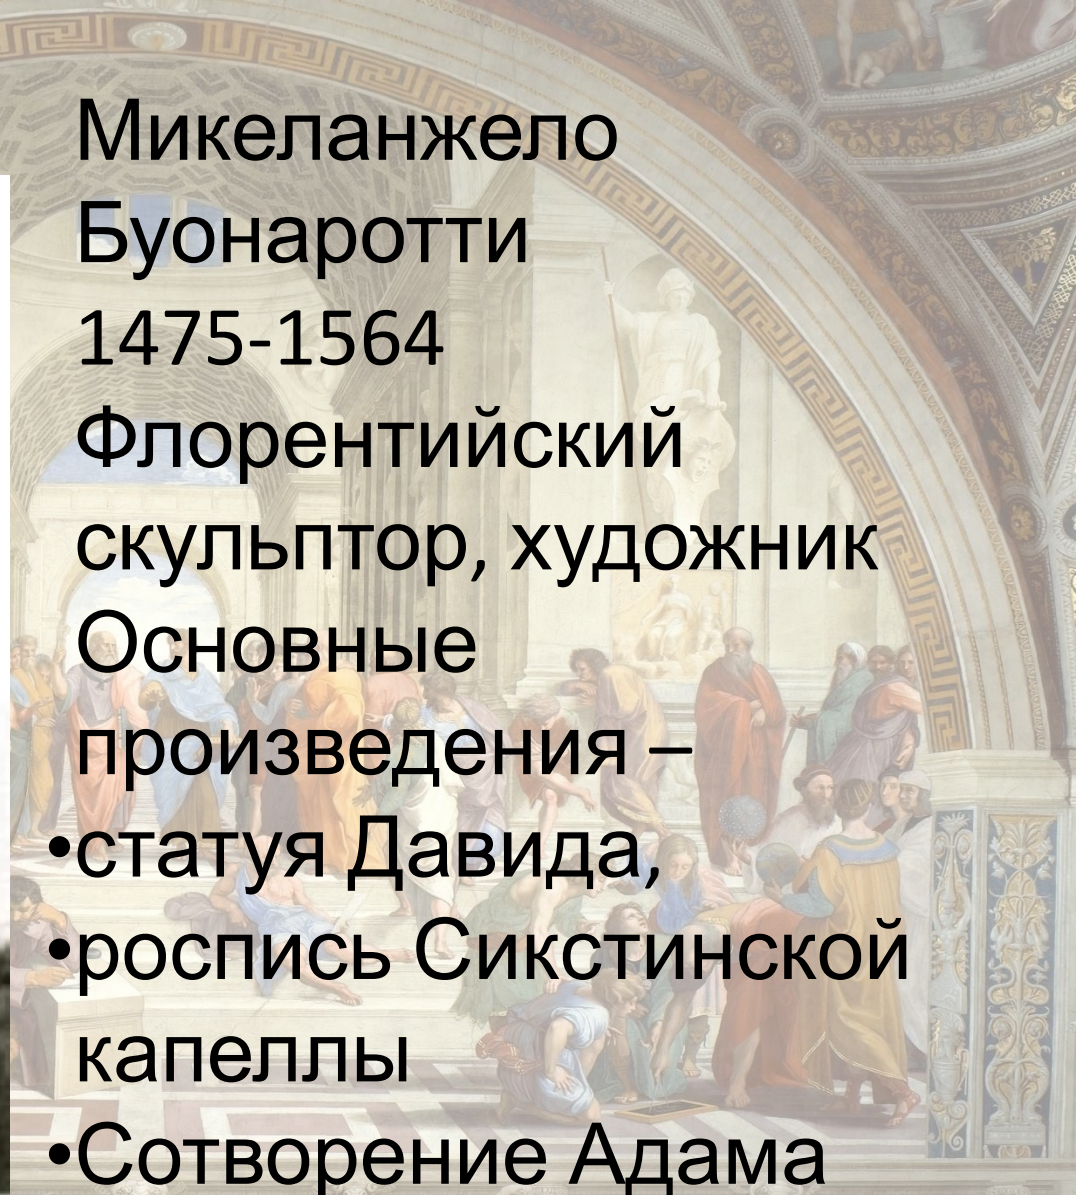 Микеланжело
Буонаротти
1475-1564
Флорентийский
скульптор, художник
Основные
произведения –
•статуя Давида,
•роспись Сикстинской
капеллы
•Сотворение Адама